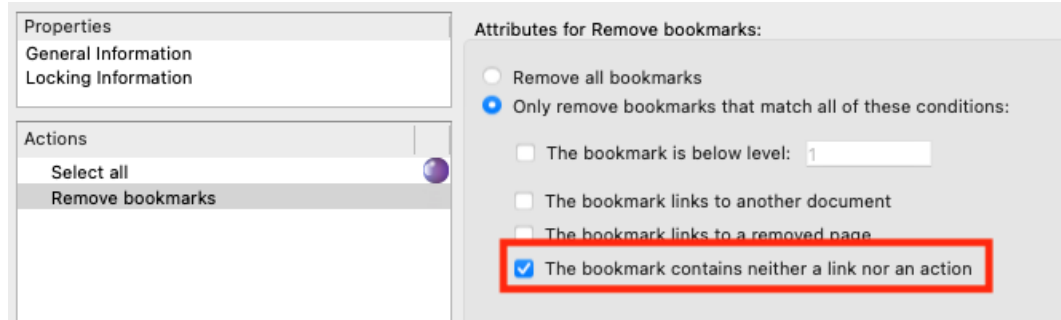 Properties
General Information
Locking Information
Actions
Select all
Remove bookmarks
Attributes for Remove bookmarks:
Remove all bookmarks
Only remove bookmarks that match all of these conditions:
The bookmark is below level: 1
The bookmark links to another document
The bookmark links to a removed page
The bookmark contains neither a link nor an action